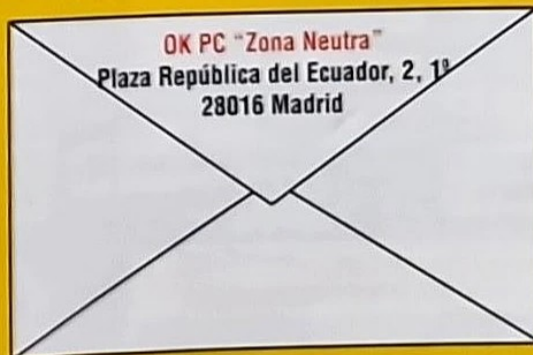 OK PC "Zona Neutra"
Plaza República del Ecuador, 2, 1º
28016 Madrid